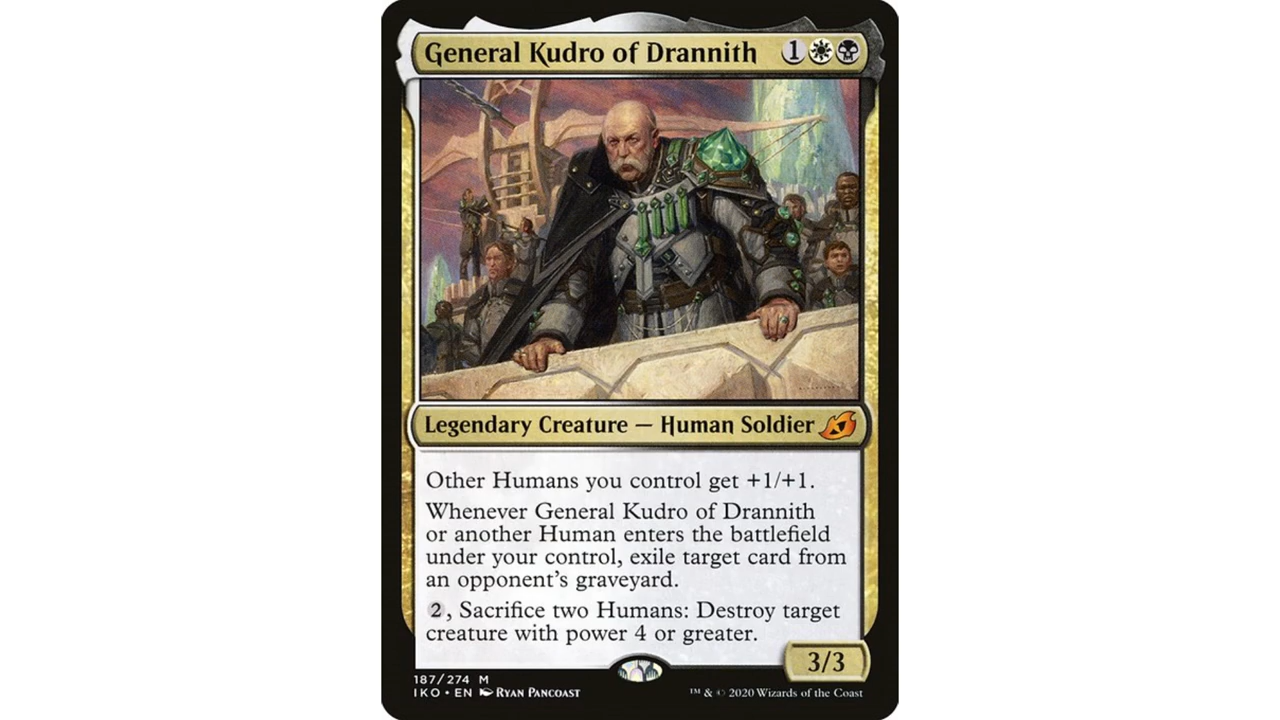 General Kudro of Drannith 1
Legendary Creature — Human Soldier
Other Humans you control get +1/+1.
Whenever General Kudro of Drannith
or another Human enters the battlefield
under your control, exile target card from
an opponent's graveyard.
2, Sacrifice two Humans: Destroy target
creature with power 4 or greater.
3/3
187/274 M
IKO • EN Ryan Pancoast
™ & © 2020 Wizards of the Coast